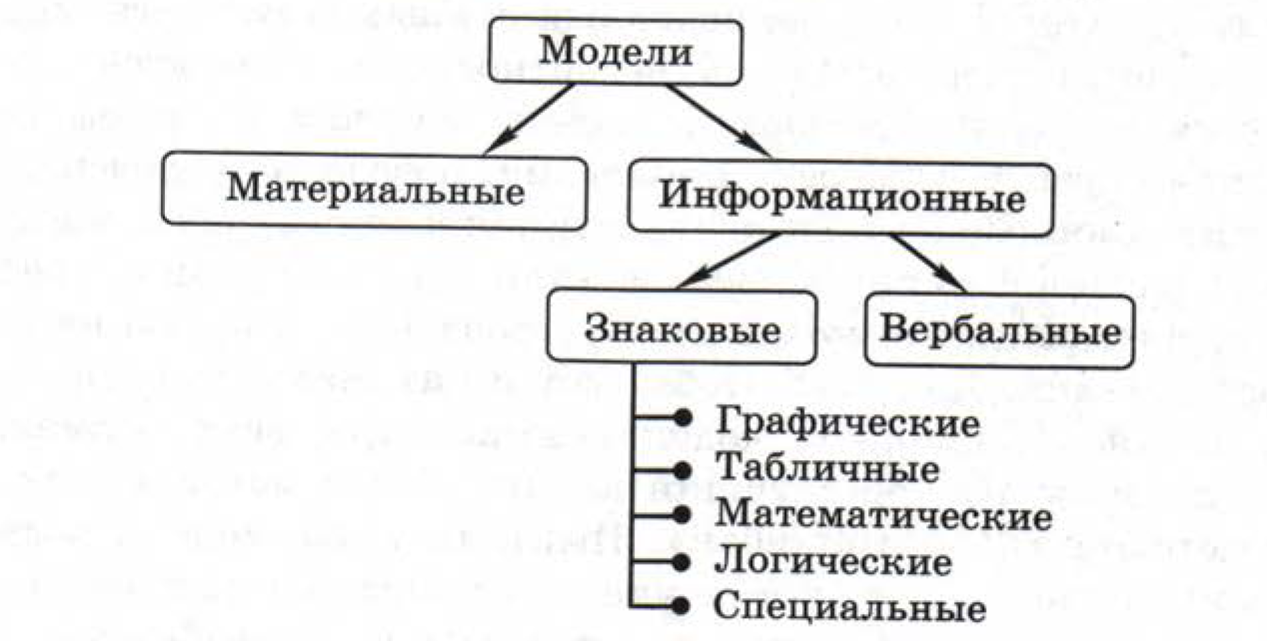 Модели
Материальные
Информационные
Знаковые
Вербальные
Графические
Табличные
Математические
Логические
Специальные